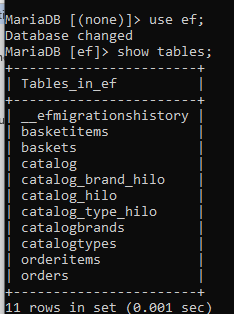 MariaDB [(none)]> use ef;
Database changed
MariaDB [ef]> show tables;
+-----------------------+
| Tables_in_ef          |
+-----------------------+
| __efmigrationshistory |
| basketitems           |
| baskets               |
| catalog               |
| catalog_brand_hilo    |
| catalog_hilo          |
| catalog_type_hilo     |
| catalogbrands         |
| catalogtypes          |
| orderitems            |
| orders                |
+-----------------------+
11 rows in set (0.001 sec)